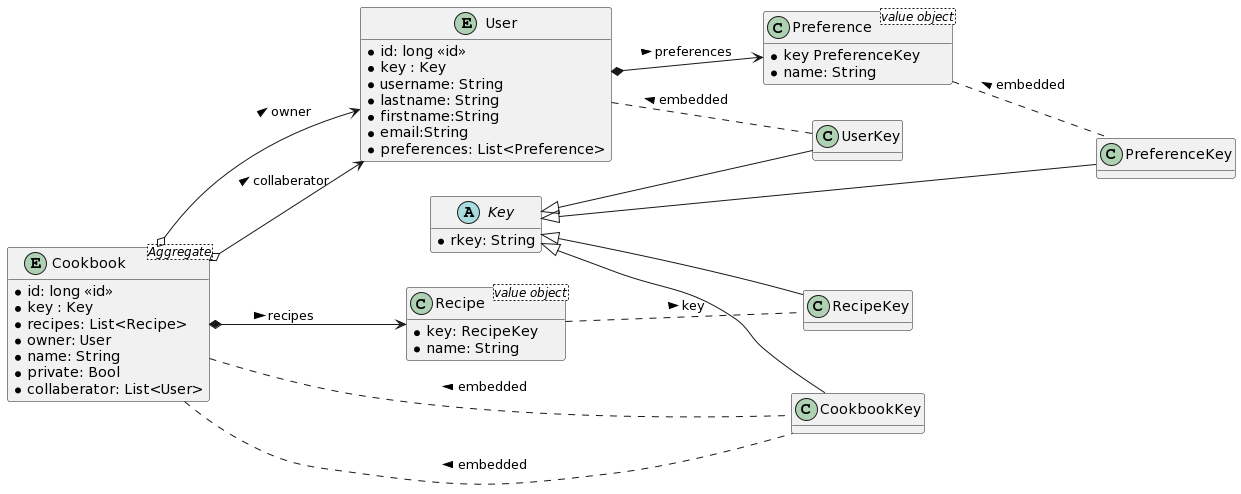 E User
* id: long «id»
* key : Key
* username: String
* lastname: String
* firstname:String
* email:String
* preferences: List<Preference>
preferences
C Preference
value object
* key PreferenceKey
* name: String
embedded
embedded
C UserKey
C PreferenceKey
owner
collaberator
A Key
* rkey: String
E Cookbook
Aggregate
* id: long «id»
* key : Key
* recipes: List<Recipe>
* owner: User
* name: String
* private: Bool
* collaberator: List<User>
recipes
C Recipe
value object
* key: RecipeKey
* name: String
key
C RecipeKey
embedded
C CookbookKey
embedded